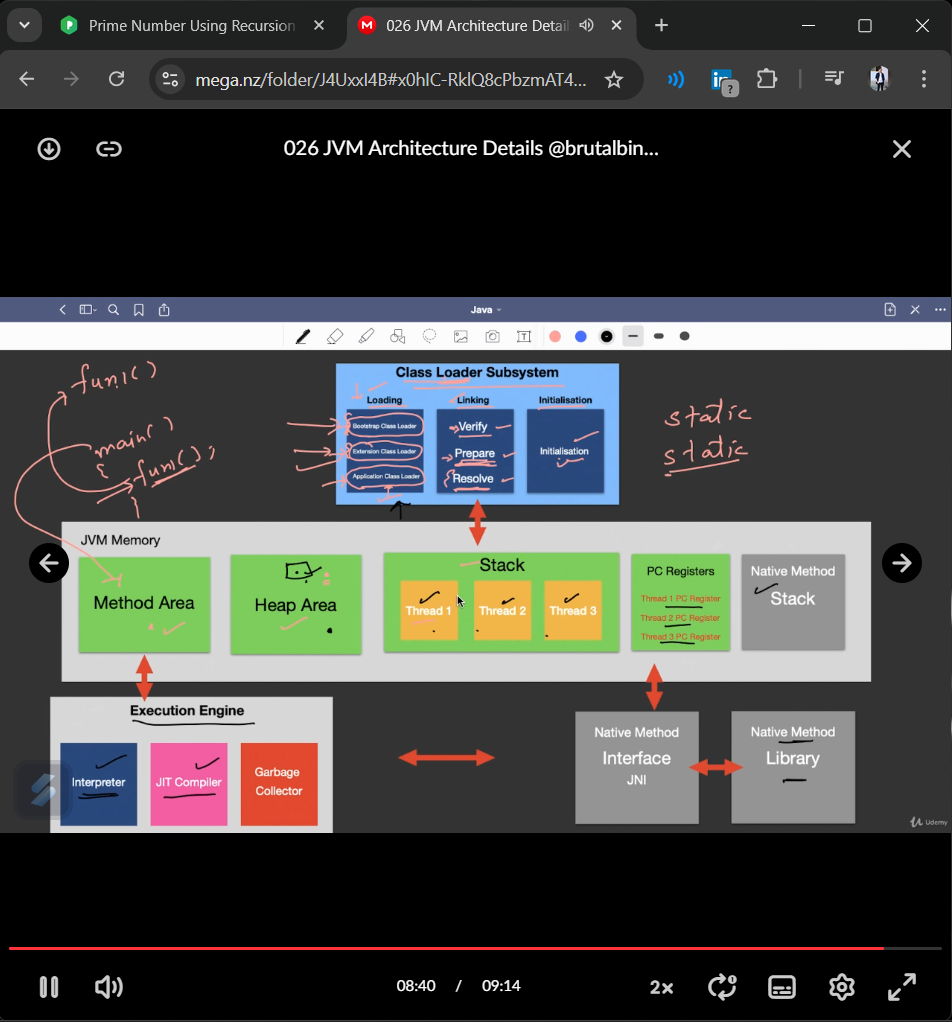 Prime Number Using Recursion
026 JVM Architecture Detail
mega.nz/folder/J4UxxI4B#x0hIC-RklQ8cPbzmAT4...
026 JVM Architecture Details @brutalbin...
Java
func()
main()
{ func();
}
static
static
Class Loader Subsystem
Loading
Linking
Initialisation
Bootstrap Class Loader
Extension Class Loader
Application Class Loader
Verify
Prepare
Resolve
Initialisation
JVM Memory
Method Area
Heap Area
Stack
Thread 1
Thread 2
Thread 3
PC Registers
Thread 1 PC Register
Thread 2 PC Register
Thread 3 PC Register
Native Method
Stack
Execution Engine
Interpreter
JIT Compiler
Garbage
Collector
Native Method
Interface
JNI
Native Method
Library
Udemy
08:40 / 09:14
2x